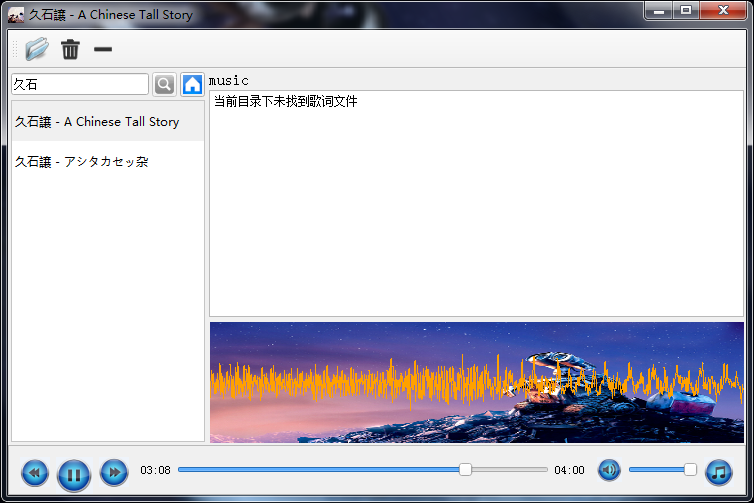 久石譲 - A Chinese Tall Story
久石
music
久石譲 - A Chinese Tall Story
久石譲 - アシタカセッ杂
当前目录下未找到歌词文件
03:08
04:00